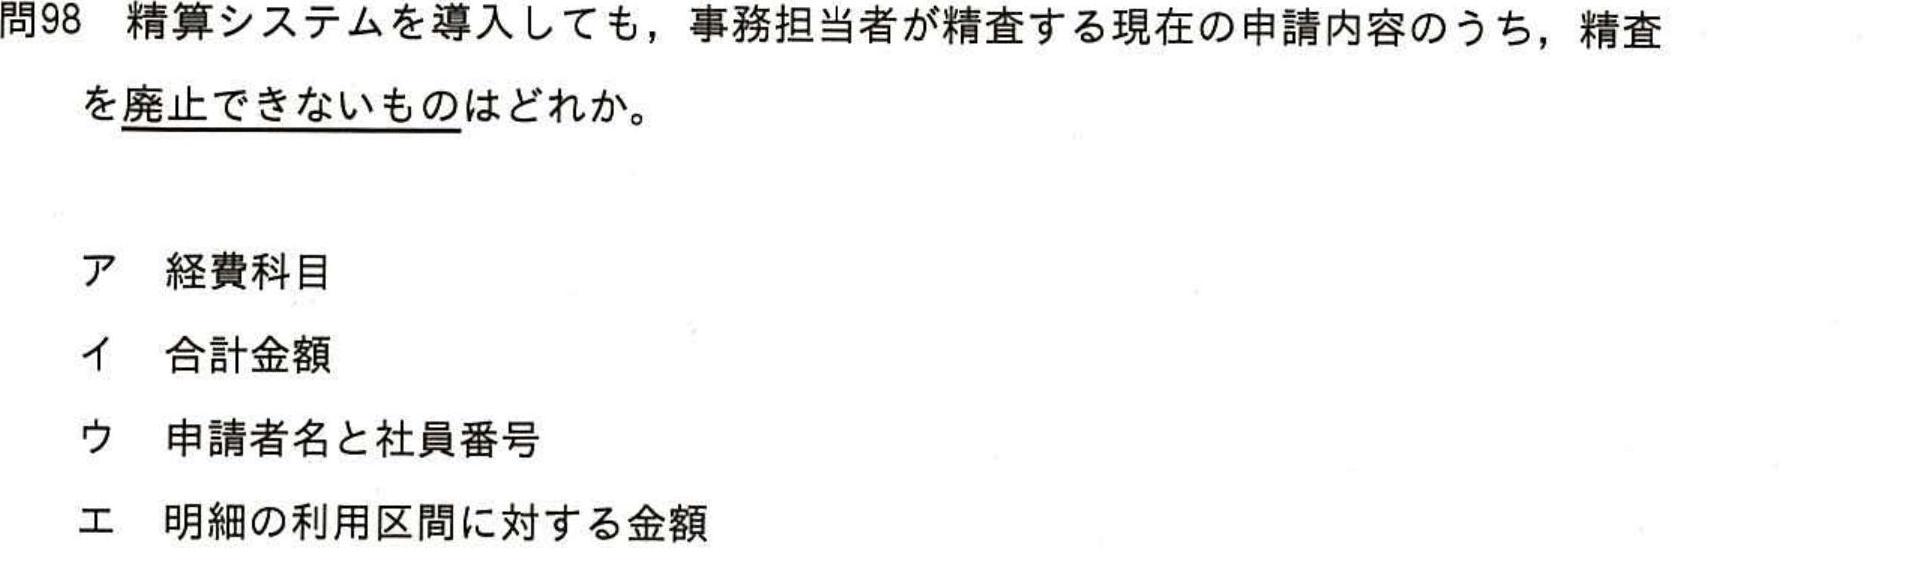 問98 精算システムを導入しても，事務担当者が精査する現在の申請内容のうち，精査
を廃止できないものはどれか。
ア 経費科目
イ 合計金額
ウ 申請者名と社員番号
エ 明細の利用区間に対する金額